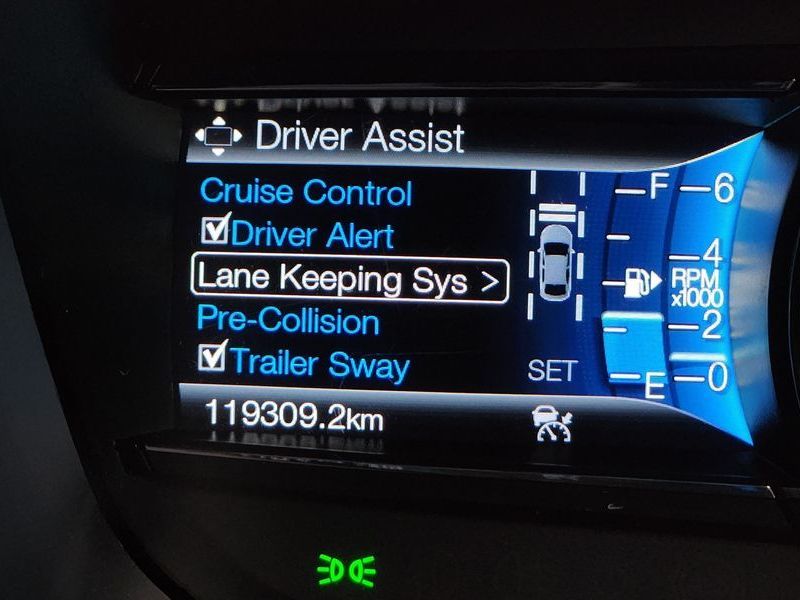 Driver Assist
Cruise Control
Driver Alert
Lane Keeping Sys >
Pre-Collision
Trailer Sway
119309.2km
SET
F
E
6
4
RPM
x1000
2
0